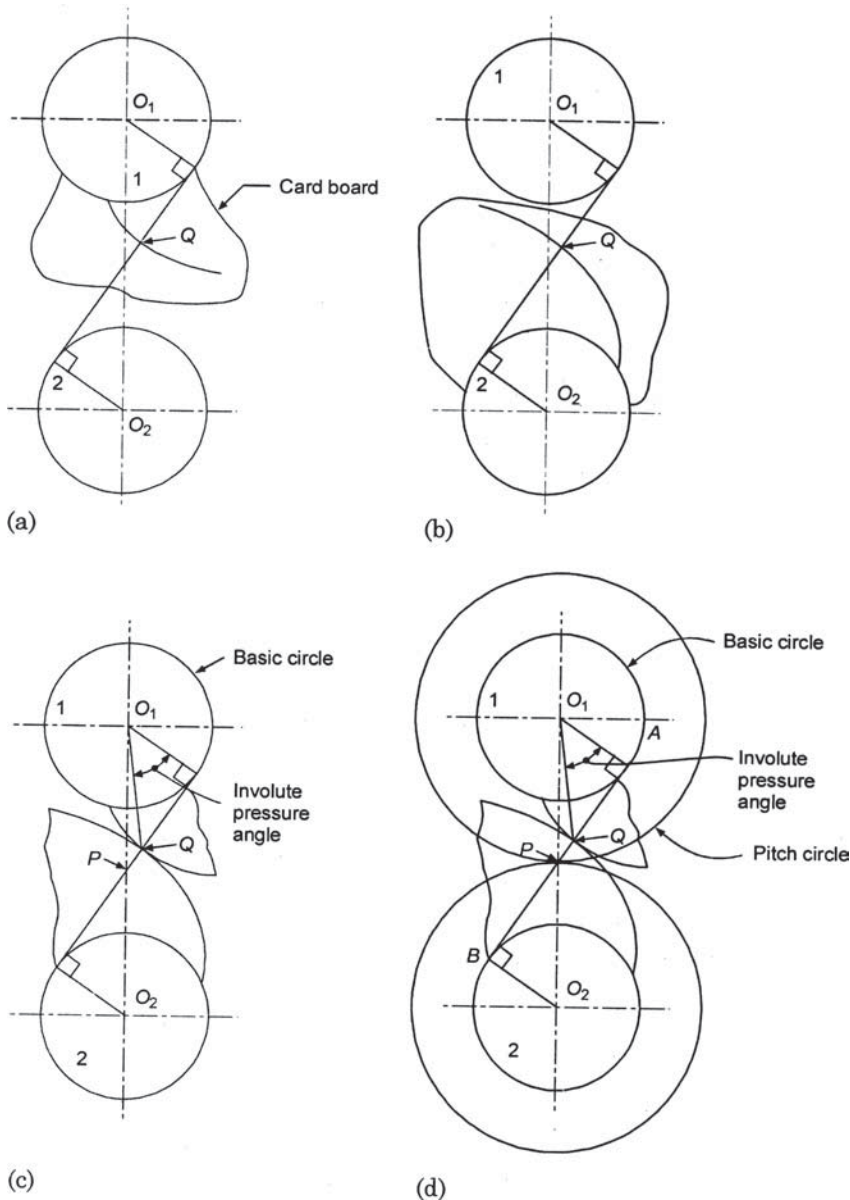 O1
1
Card board
Q
2
O2
(a)
1
O1
Q
2
O2
(b)
Basic circle
1
O1
Involute
pressure
angle
Q
P
O2
2
(c)
Basic circle
1
O1
A
Involute
pressure
angle
Q
P
Pitch circle
B
O2
2
(d)